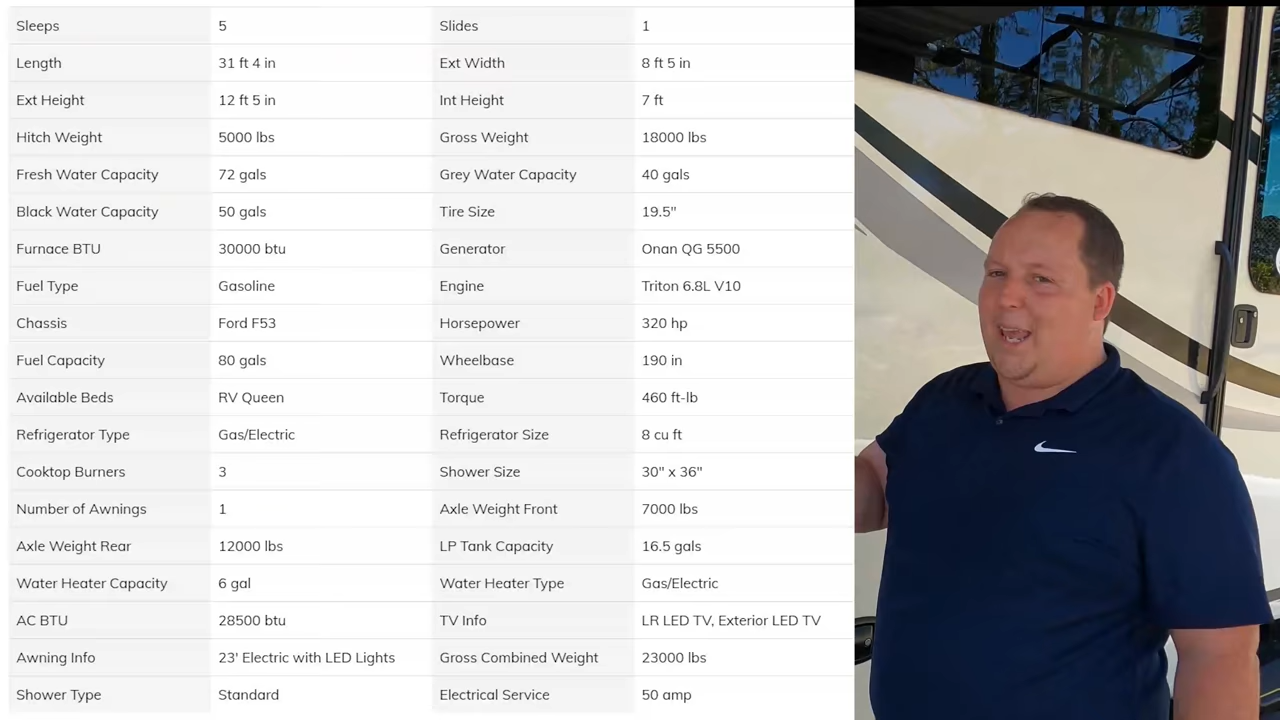 Sleeps 5 Slides 1
Length 31 ft 4 in Ext Width 8 ft 5 in
Ext Height 12 ft 5 in Int Height 7 ft
Hitch Weight 5000 lbs Gross Weight 18000 lbs
Fresh Water Capacity 72 gals Grey Water Capacity 40 gals
Black Water Capacity 50 gals Tire Size 19.5"
Furnace BTU 30000 btu Generator Onan QG 5500
Fuel Type Gasoline Engine Triton 6.8L V10
Chassis Ford F53 Horsepower 320 hp
Fuel Capacity 80 gals Wheelbase 190 in
Available Beds RV Queen Torque 460 ft-lb
Refrigerator Type Gas/Electric Refrigerator Size 8 cu ft
Cooktop Burners 3 Shower Size 30" x 36"
Number of Awnings 1 Axle Weight Front 7000 lbs
Axle Weight Rear 12000 lbs LP Tank Capacity 16.5 gals
Water Heater Capacity 6 gal Water Heater Type Gas/Electric
AC BTU 28500 btu TV Info LR LED TV, Exterior LED TV
Awning Info 23' Electric with LED Lights Gross Combined Weight 23000 lbs
Shower Type Standard Electrical Service 50 amp